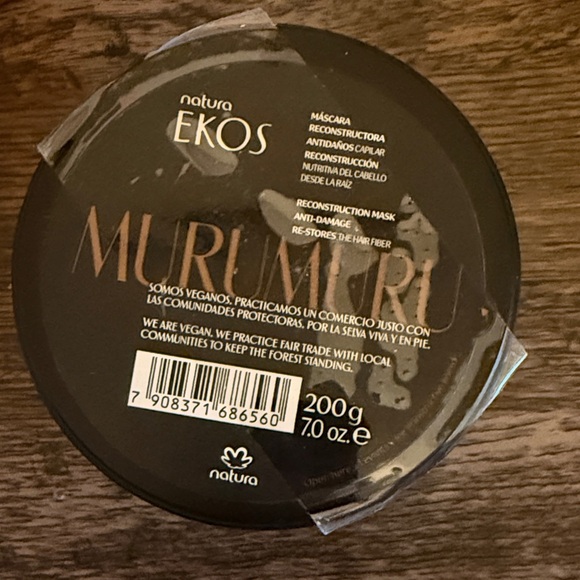 natura
EKOS
MÁSCARA
RECONSTRUCTORA
ANTIDAÑOS CAPILAR
RECONSTRUCCIÓN
NUTRITIVA DEL CABELLO
DESDE LA RAÍZ
RECONSTRUCTION MASK
ANTI-DAMAGE
RE-STORES THE HAIR FIBER
MURUMURU
SOMOS VEGANOS. PRACTICAMOS UN COMERCIO JUSTO CON
LAS COMUNIDADES PROTECTORAS. POR LA SELVA VIVA Y EN PIE.
WE ARE VEGAN. WE PRACTICE FAIR TRADE WITH LOCAL
COMMUNITIES TO KEEP THE FOREST STANDING.
7 908371 686560
200 g
7.0 oz. e
natura